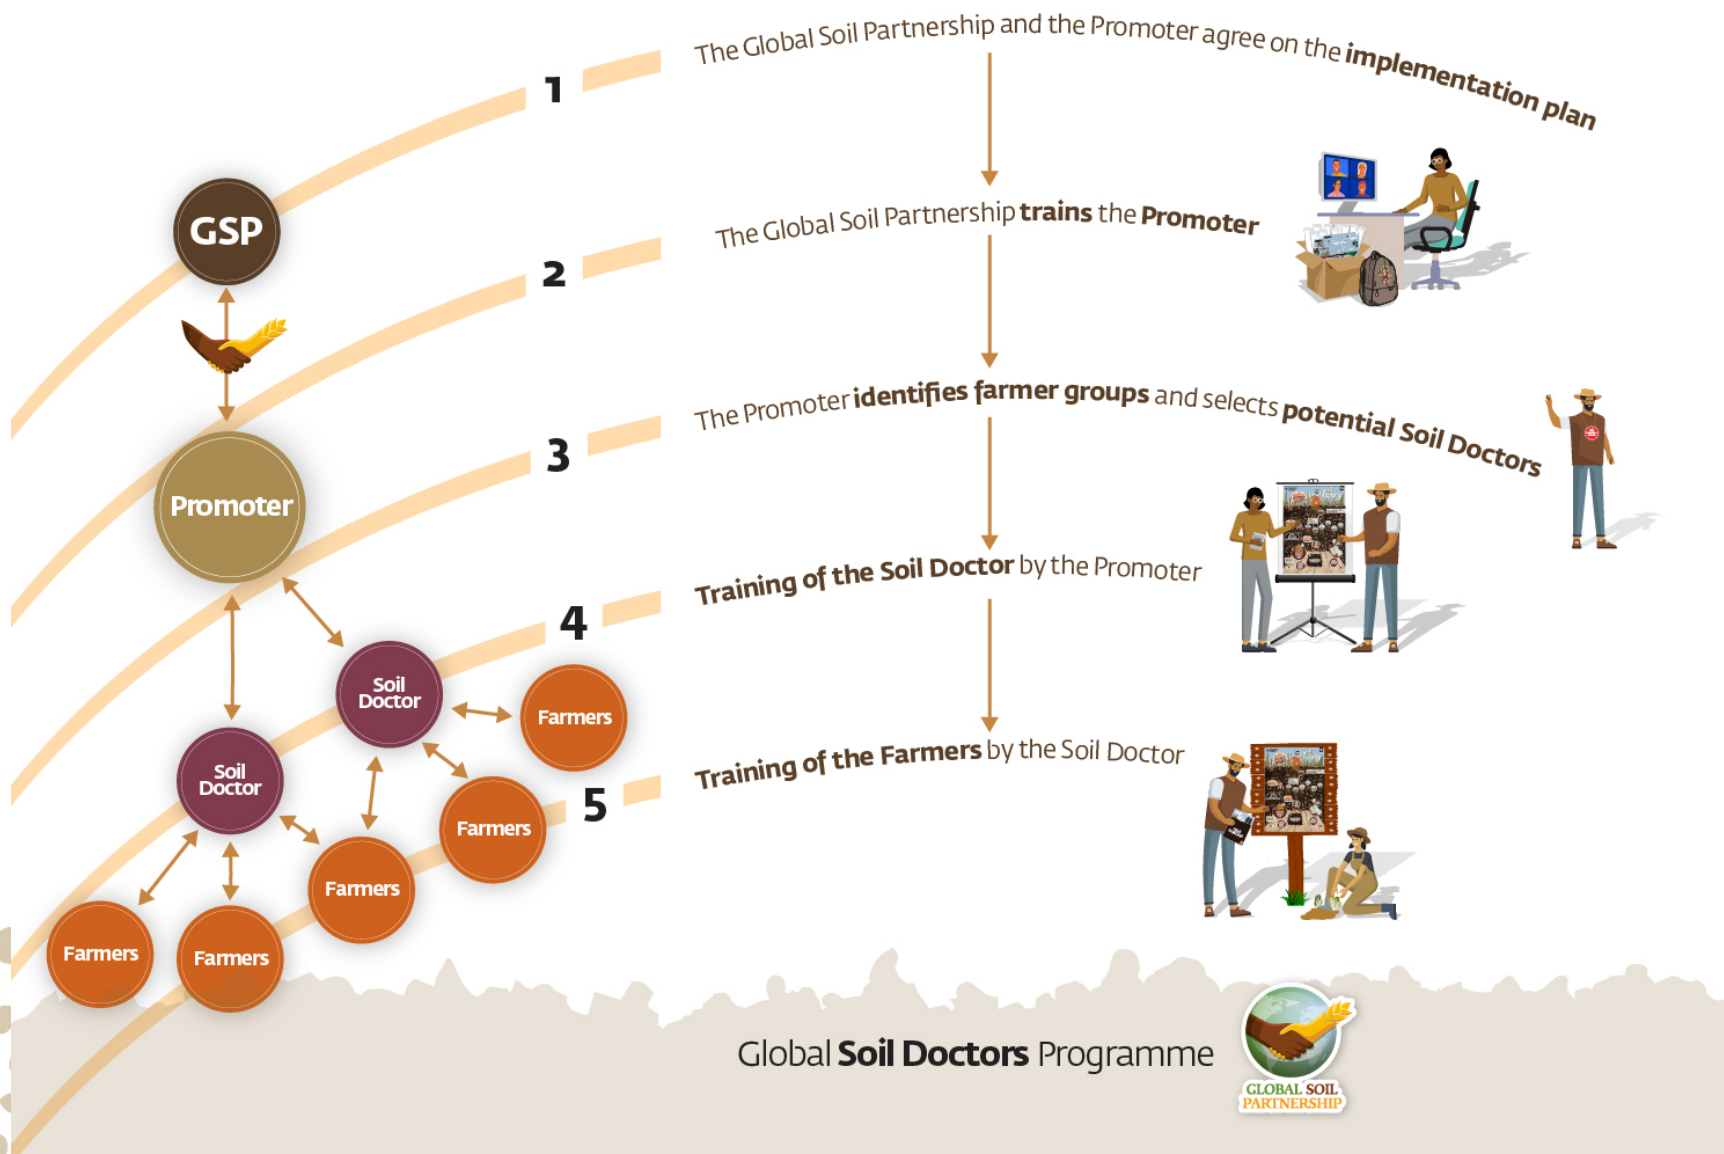 1
The Global Soil Partnership and the Promoter agree on the implementation plan
GSP
2
The Global Soil Partnership trains the Promoter
3
The Promoter identifies farmer groups and selects potential Soil Doctors
Promoter
4
Training of the Soil Doctor by the Promoter
Soil
Doctor
Farmers
Soil
Doctor
5
Training of the Farmers by the Soil Doctor
Farmers
Farmers
Farmers
Farmers
Global Soil Doctors Programme
GLOBAL SOIL
PARTNERSHIP